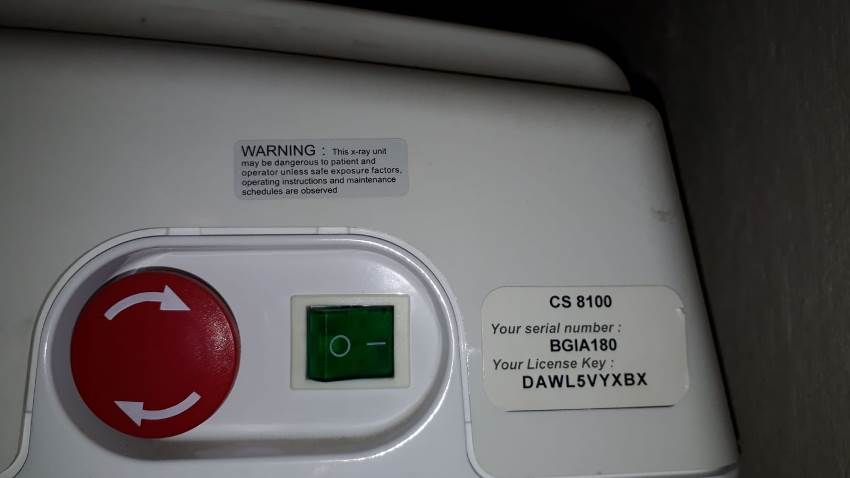 WARNING : This x-ray unit
may be dangerous to patient and
operator unless safe exposure factors,
operating instructions and maintenance
schedules are observed
CS 8100
Your serial number :
BGIA180
Your License Key :
DAWL5VYXBX